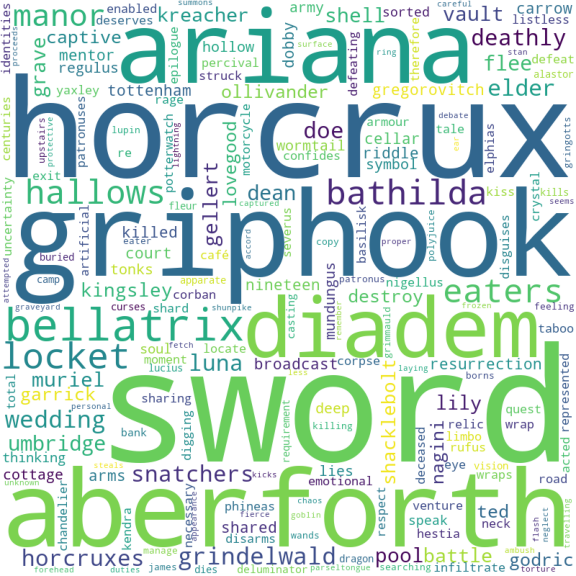 identities
proceeds
manor
enabled
deserves
summons
careful
army
sorted
kreacher
shell
vault
carrow
listless
ariana
captive
mentor
regulus
grave
hollow
percival
epilogue
struck
dobby
defeating
therefore
deathly
flee
defeat
alastor
surface
ring
stan
centuries
yaxley
tottenham
rage
ollivander
gregorovitch
elder
horcrux
upstairs
protective
patronuses
lupin
lightning
potterwatch
lovegood
motorcycle
armour
cellar
doe
wormtail
confides
riddle
symbol
tale
debate
ear
elphias
gringotts
exit
re
uncertainty
hallows
artificial
fleur
gellert
captured
dean
bathilda
kiss
crystal
kills
seems
griphook
attempted
buried
camp
killed
court
tonks
café
apparate
eater
accord
severus
copy
basilisk
patronus
polyjuice
proper
disguises
nineteen
mundungus
nigellus
kingsley
corban
destroy
eaters
graveyard
curses
shard
shunpike
casting
remember
grimmauld
frozen
feeling
taboo
bellatrix
diadem
locket
soul
moment
locate
fetch
lucius
luna
broadcast
corpse
resurrection
total
personal
muriel
garrick
less
laying
borns
represented
sword
wedding
umbridge
sharing
bank
digging
requirement
deep
killing
shacklebolt
lily
relic
limbo
rufus
wrap
quest
acted
thinking
cottage
snatchers
kicks
lies
emotional
deceased
nagini
eye
vision
wraps
road
steals
unknown
arms
aberforth
chandelier
kendra
necessary
appearance
phineas
shared
disarms
fierce
chaos
goblin
wands
respect
venture
speak
hestia
ted
neck
flash
neglect
travelling
manage
horcruxes
grindelwald
dragon
pool
battle
ambush
godric
forehead
duties
james
dies
deluminator
parseltongue
searching
infiltrate
torture